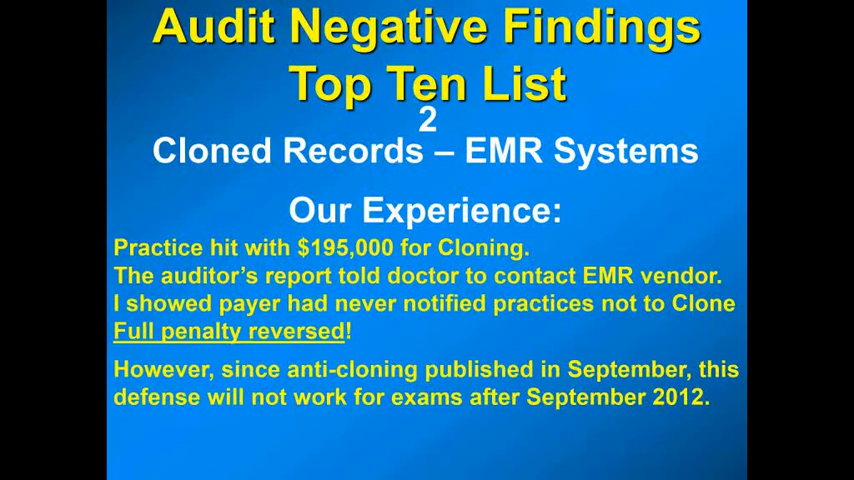 Audit Negative Findings
Top Ten List
2
Cloned Records – EMR Systems
Our Experience:
Practice hit with $195,000 for Cloning.
The auditor's report told doctor to contact EMR vendor.
I showed payer had never notified practices not to Clone
Full penalty reversed!
However, since anti-cloning published in September, this
defense will not work for exams after September 2012.